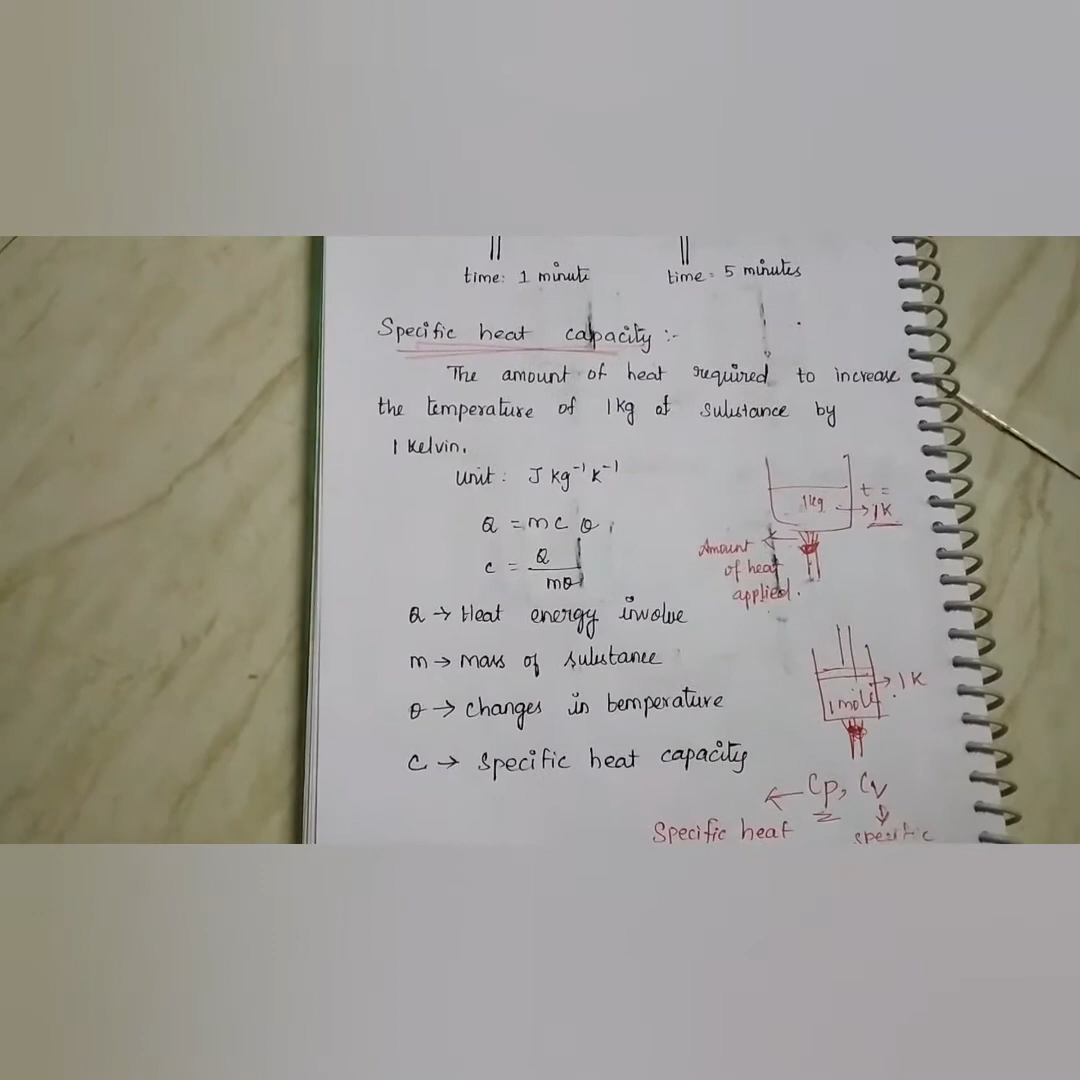 time: 1 minute
time = 5 minutes
Specific heat capacity :-
The amount of heat required to increase
the temperature of 1kg of substance by
1 Kelvin.
Unit : J kg⁻¹ K⁻¹
Q = m c θ
c = Q
mθ
1kg
t =
1K
Amount
of heat
applied.
Q → Heat energy involve
m → mass of substance
θ → changes in temperature
C → specific heat capacity
1 mole
1K
Cp, Cv
Specific heat
specific